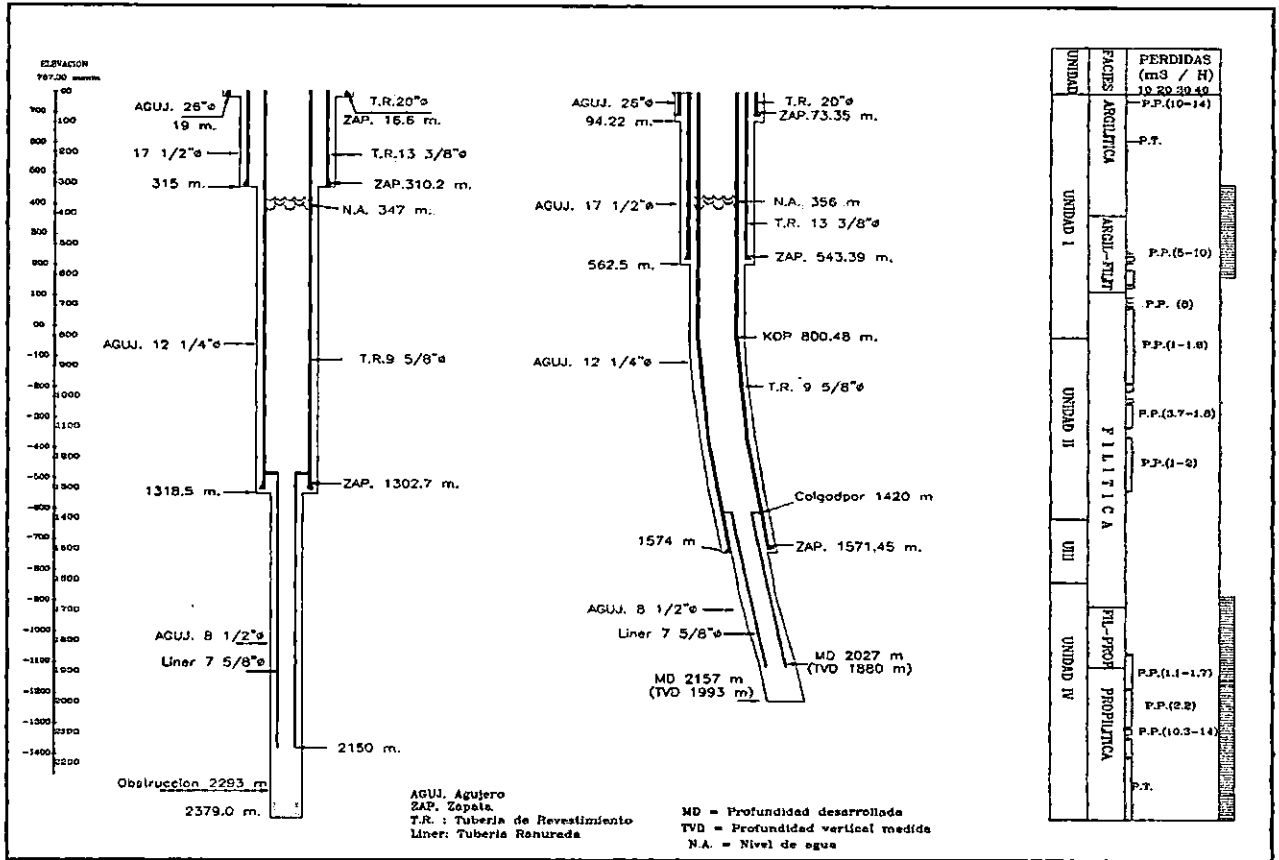 ELEVACION
AGUJ. 26"ø
19 m.
17 1/2"ø
315 m.
T.R.20"ø
ZAP. 16.6 m.
T.R.13 3/8"ø
ZAP.310.2 m.
N.A. 347 m.
AGUJ. 12 1/4"ø
T.R.9 5/8"ø
1318.5 m.
ZAP. 1302.7 m.
AGUJ. 8 1/2"ø
Liner 7 5/8"ø
2150 m.
Obstruccion 2293 m
2379.0 m.
AGUJ. 26"ø
94.22 m.
T.R. 20"ø
ZAP.73.35 m.
AGUJ. 17 1/2"ø
N.A. 356 m
T.R. 13 3/8"ø
562.5 m.
ZAP. 543.39 m.
KOP 800.48 m.
AGUJ. 12 1/4"ø
T.R. 9 5/8"ø
Colgodpor 1420 m
1574 m
ZAP. 1571.45 m.
AGUJ. 8 1/2"ø
Liner 7 5/8"ø
MD 2027 m
(TVD 1880 m)
MD 2157 m
(TVD 1993 m)
UNIDAD
FACIES
PERDIDAS
(m3 / H)
10 20 30 40
UNIDAD I
UNIDAD II
UIII
UNIDAD IV
ARGILITICA
ARGIL-FILIT
FILITICA
FIL-PROP
PROPILITICA
P.P.(10-14)
P.T.
P.P.(5-10)
P.P. (6)
P.P.(1-1.8)
P.P.(3.7-1.8)
P.P.(1-2)
P.P.(1.1-1.7)
P.P.(2.2)
P.P.(10.3-14)
P.T.
AGUJ. Agujero
ZAP. Zapata
T.R. : Tuberia de Revestimiento
Liner: Tuberia Ranurada
MD = Profundidad desarrollada
TVD = Profundidad vertical medida
N.A. = Nivel de agua